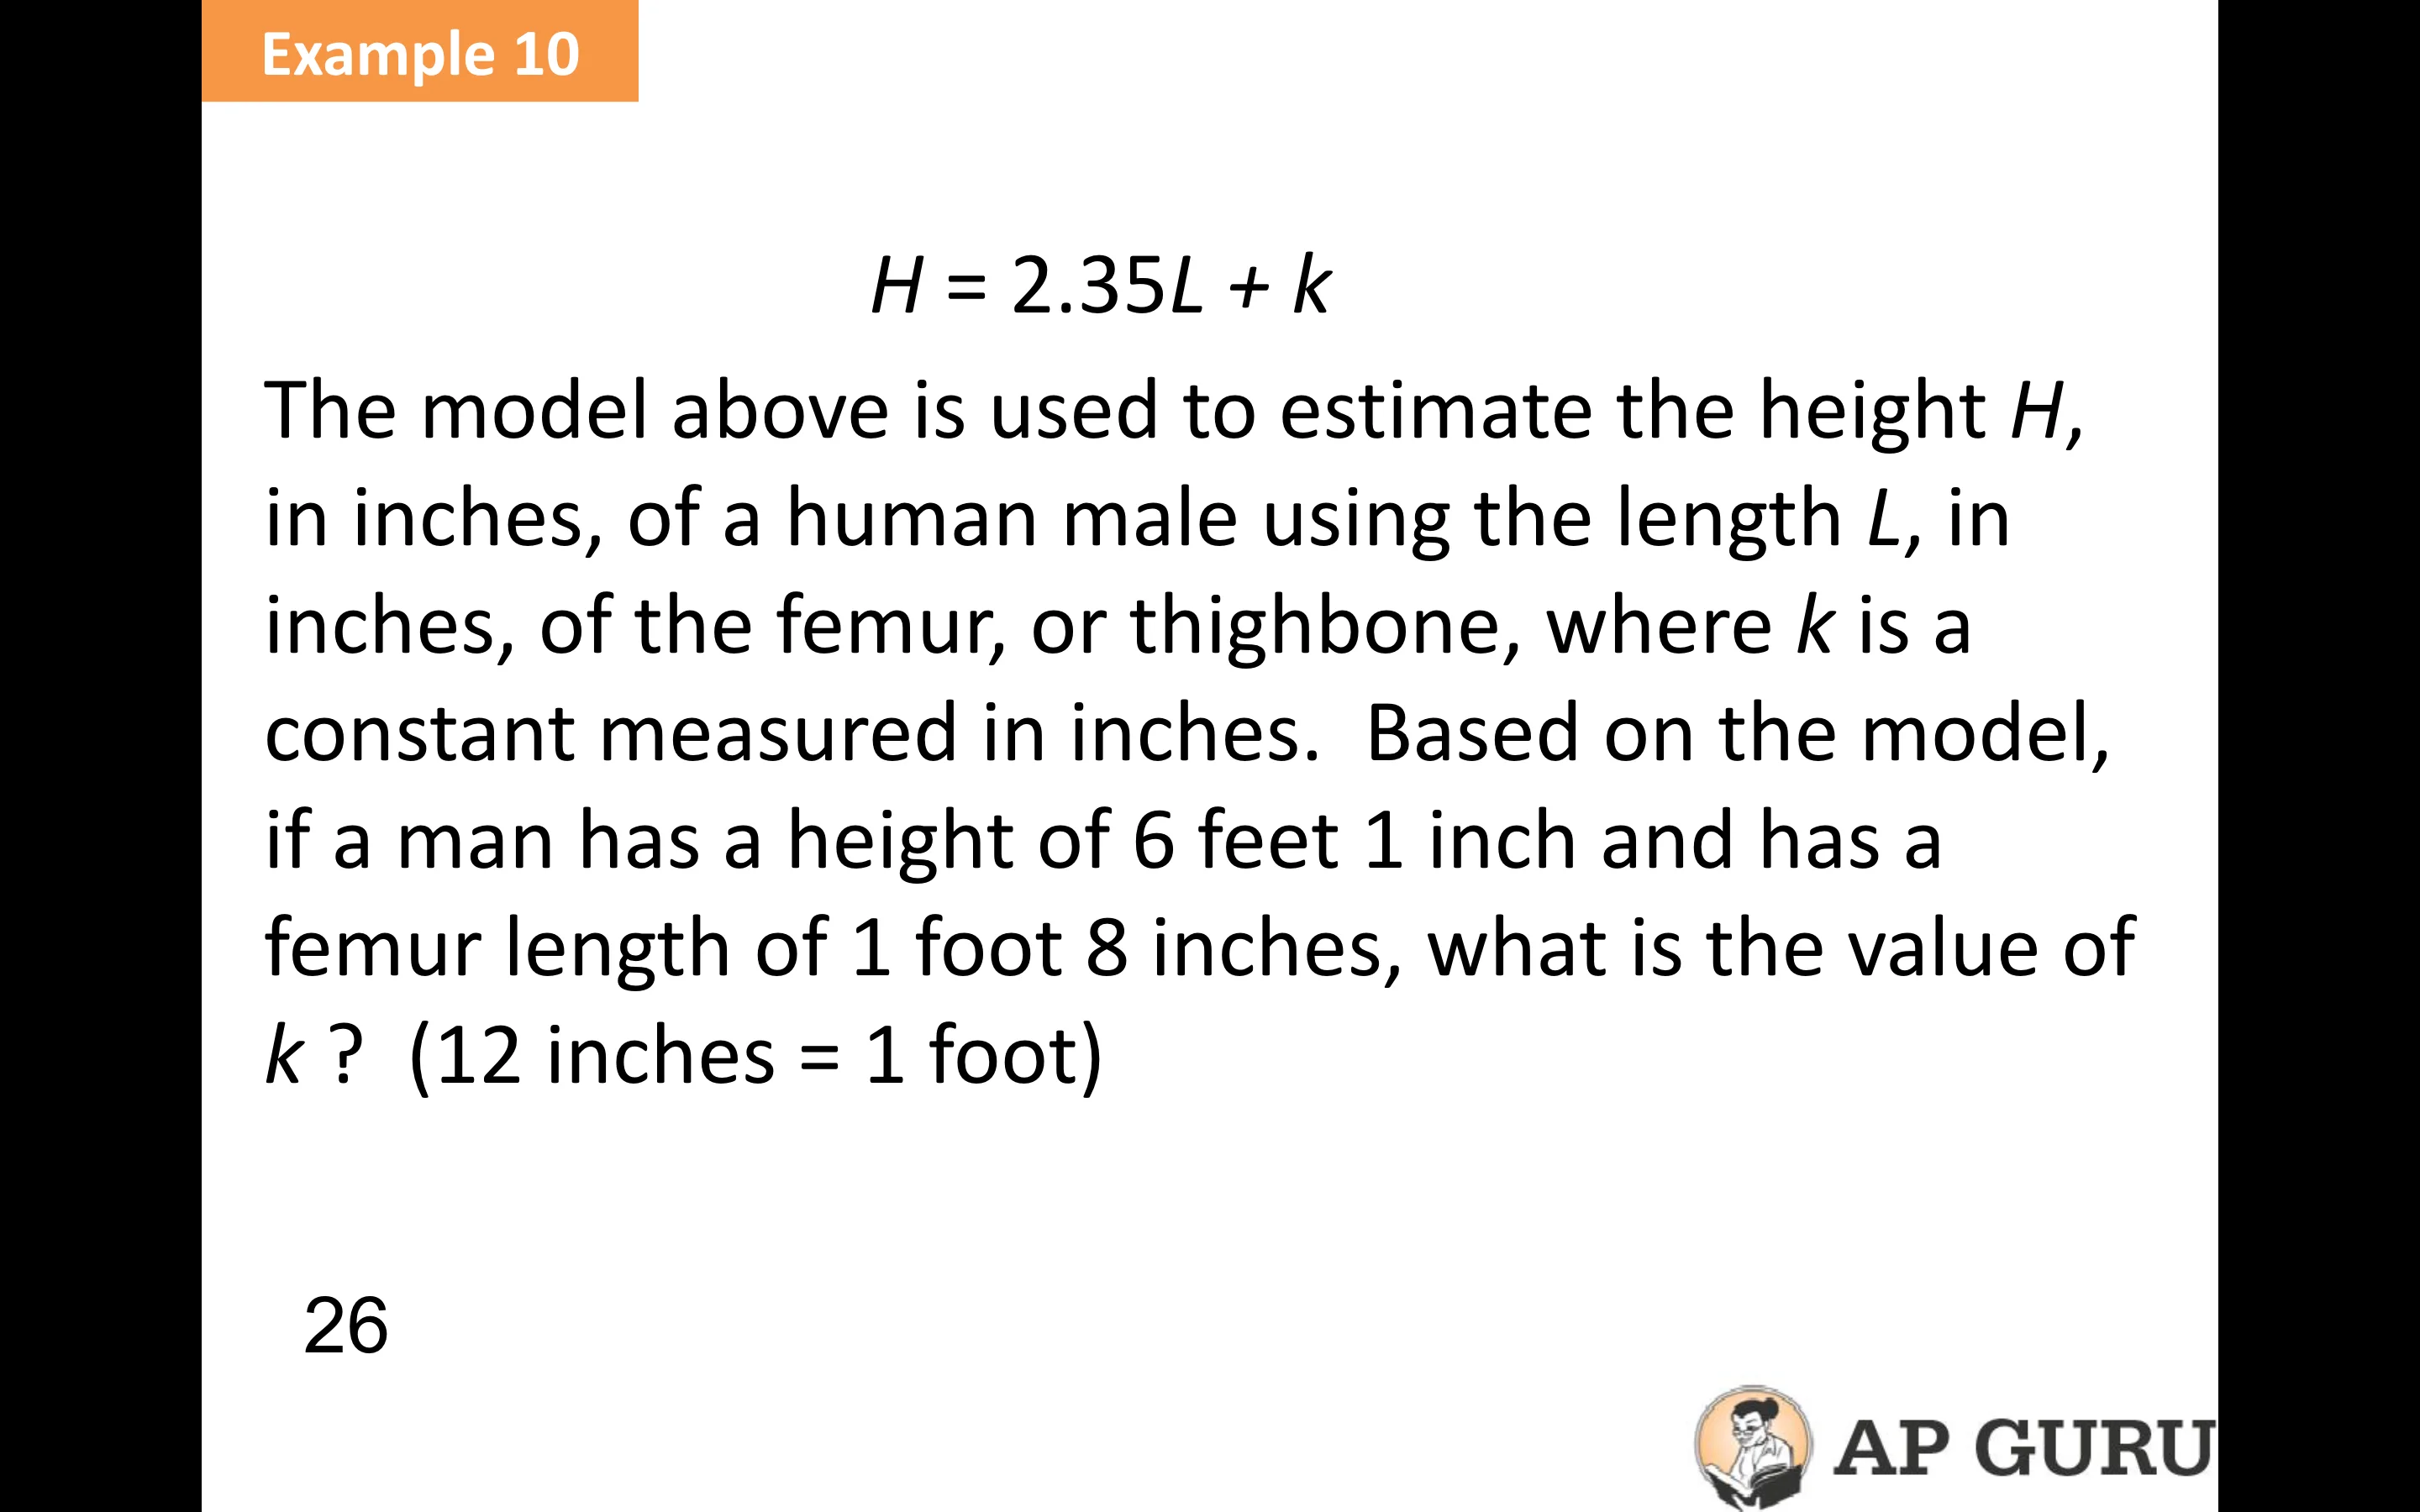 Example 10
H = 2.35L + k
The model above is used to estimate the height H,
in inches, of a human male using the length L, in
inches, of the femur, or thighbone, where k is a
constant measured in inches.  Based on the model,
if a man has a height of 6 feet 1 inch and has a
femur length of 1 foot 8 inches, what is the value of
k ?  (12 inches = 1 foot)
26
AP GURU